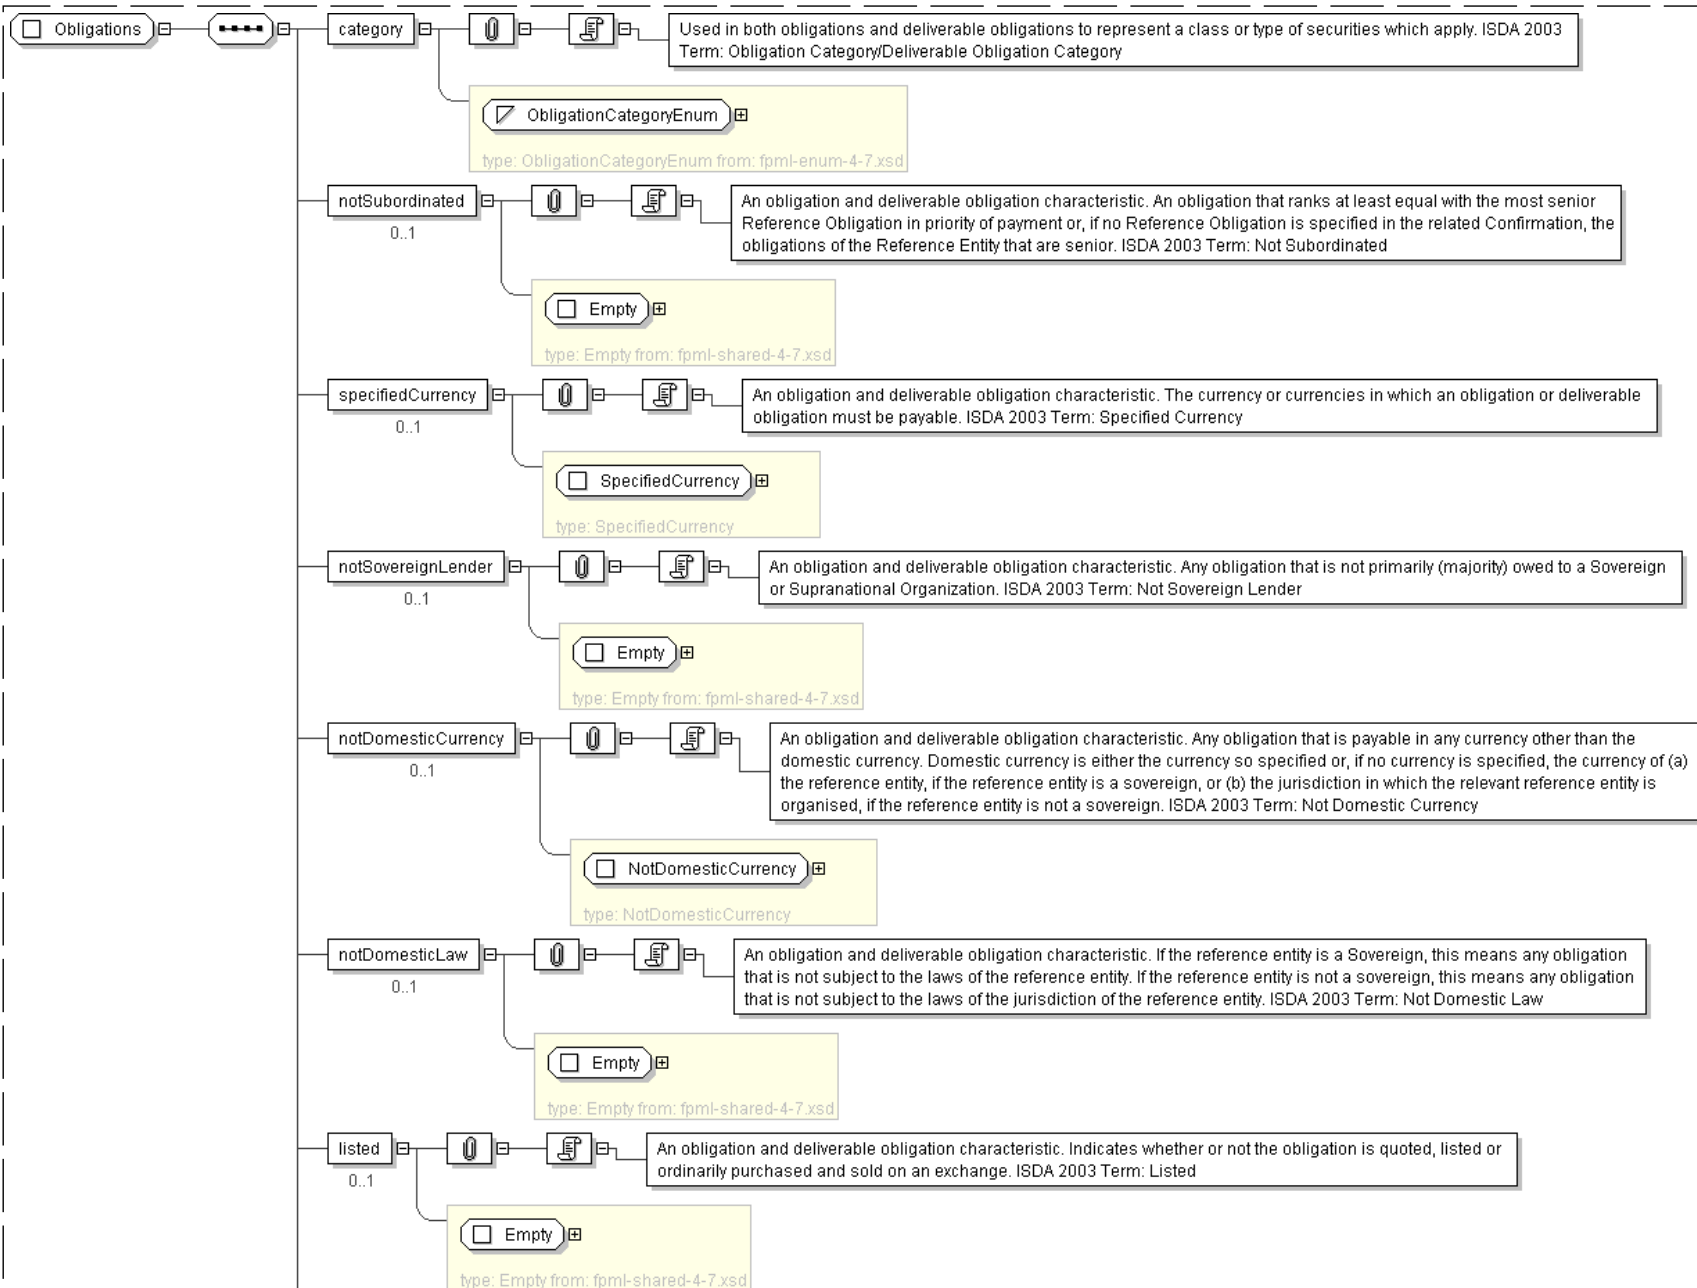 Obligations
category
Used in both obligations and deliverable obligations to represent a class or type of securities which apply. ISDA 2003
Term: Obligation Category/Deliverable Obligation Category
ObligationCategoryEnum
type: ObligationCategoryEnum from: fpml-enum-4-7.xsd
notSubordinated
0..1
An obligation and deliverable obligation characteristic. An obligation that ranks at least equal with the most senior
Reference Obligation in priority of payment or, if no Reference Obligation is specified in the related Confirmation, the
obligations of the Reference Entity that are senior. ISDA 2003 Term: Not Subordinated
Empty
type: Empty from: fpml-shared-4-7.xsd
specifiedCurrency
0..1
An obligation and deliverable obligation characteristic. The currency or currencies in which an obligation or deliverable
obligation must be payable. ISDA 2003 Term: Specified Currency
SpecifiedCurrency
type: SpecifiedCurrency
notSovereignLender
0..1
An obligation and deliverable obligation characteristic. Any obligation that is not primarily (majority) owed to a Sovereign
or Supranational Organization. ISDA 2003 Term: Not Sovereign Lender
Empty
type: Empty from: fpml-shared-4-7.xsd
notDomesticCurrency
0..1
An obligation and deliverable obligation characteristic. Any obligation that is payable in any currency other than the
domestic currency. Domestic currency is either the currency so specified or, if no currency is specified, the currency of (a)
the reference entity, if the reference entity is a sovereign, or (b) the jurisdiction in which the relevant reference entity is
organised, if the reference entity is not a sovereign. ISDA 2003 Term: Not Domestic Currency
NotDomesticCurrency
type: NotDomesticCurrency
notDomesticLaw
0..1
An obligation and deliverable obligation characteristic. If the reference entity is a Sovereign, this means any obligation
that is not subject to the laws of the reference entity. If the reference entity is not a sovereign, this means any obligation
that is not subject to the laws of the jurisdiction of the reference entity. ISDA 2003 Term: Not Domestic Law
Empty
type: Empty from: fpml-shared-4-7.xsd
listed
0..1
An obligation and deliverable obligation characteristic. Indicates whether or not the obligation is quoted, listed or
ordinarily purchased and sold on an exchange. ISDA 2003 Term: Listed
Empty
type: Empty from: fpml-shared-4-7.xsd